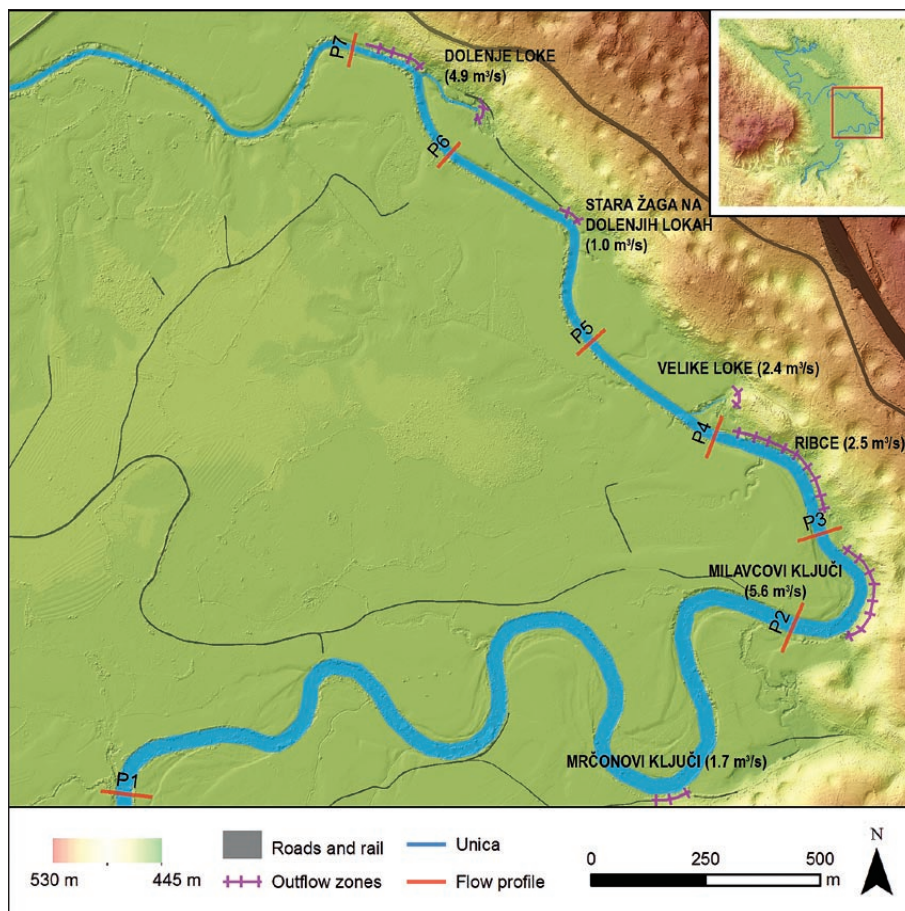 P7
DOLENJE LOKE
(4.9 m³/s)
P6
STARA ŽAGA NA
DOLENJIH LOKAH
(1.0 m³/s)
P5
VELIKE LOKE (2.4 m³/s)
P4
RIBCE (2.5 m³/s)
P3
MILAVCOVI KLJUČI
(5.6 m³/s)
P2
MRČONOVI KLJUČI (1.7 m³/s)
P1
530 m
445 m
Roads and rail
Outflow zones
Unica
Flow profile
0
250
500
m
N